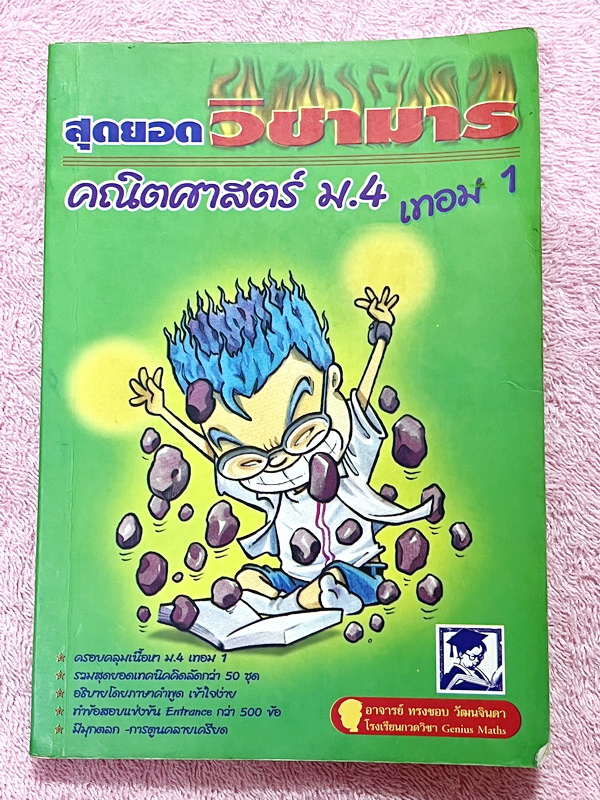 สุดยอด วิชามาร
คณิตศาสตร์ ม.4 เทอม 1
ครอบคลุมเนื้อหา ม.4 เทอม 1
รวมสุดยอดเทคนิคคิดลัดกว่า 50 ชุด
อธิบายโดยภาษาคำพูด เข้าใจง่าย
ทำข้อสอบแข่งขัน Entrance กว่า 500 ข้อ
มีมุกตลก -การตูนคลายเครียด
อาจารย์ ทรงชอบ วัฒนจินดา
โรงเรียนกวดวิชา Genius Maths